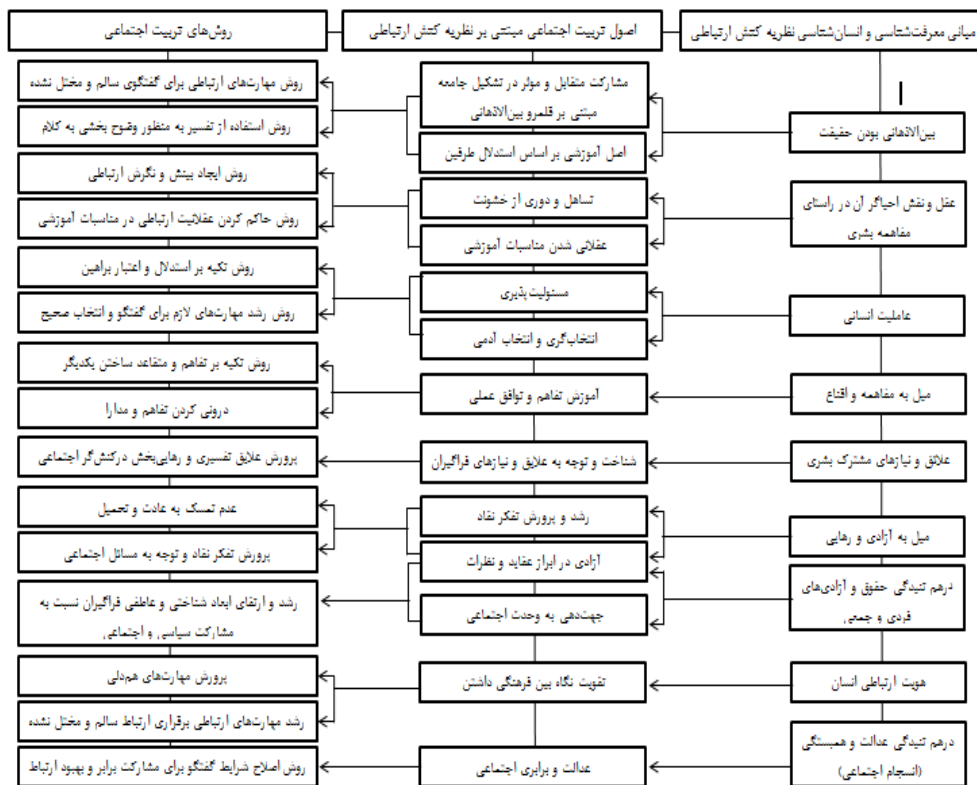 مبانی معرفت‌شناسی و انسان‌شناسی نظریه کنش ارتباطی
اصول تربیت اجتماعی مبتنی بر نظریه کنش ارتباطی
روش‌های تربیت اجتماعی
بین‌الاذهانی بودن حقیقت
مشارکت متقابل و موثر در تشکیل جامعه
مبتنی بر قلمرو بین‌الاذهانی
اصل آموزشی بر اساس استدلال طرفین
روش مهارت‌های ارتباطی برای گفتگوی سالم و مختل نشده
روش استفاده از تفسیر به منظور وضوح بخشی به کلام
عقل و نقش احیاگر آن در راستای
مفاهمه بشری
تساهل و دوری از خشونت
عقلانی شدن مناسبات آموزشی
روش ایجاد بینش و نگرش ارتباطی
روش حاکم کردن عقلانیت ارتباطی در مناسبات آموزشی
عاملیت انسانی
مسئولیت‌پذیری
انتخاب‌گری و انتخاب آدمی
روش تکیه بر استدلال و اعتبار براهین
روش رشد مهارت‌های لازم برای گفتگو و انتخاب صحیح
میل به مفاهمه و اقناع
آموزش تفاهم و توافق عملی
روش تکیه بر تفاهم و متقاعد ساختن یکدیگر
درونی کردن تفاهم و مدارا
علائق و نیازهای مشترک بشری
شناخت و توجه به علایق و نیازهای فراگیران
پرورش علایق تفسیری و رهایی‌بخش درکنش‌گر اجتماعی
میل به آزادی و رهایی
رشد و پرورش تفکر نقاد
آزادی در ابراز عقاید و نظرات
عدم تمسک به عادت و تحمیل
پرورش تفکر نقاد و توجه به مسائل اجتماعی
درهم تنیدگی حقوق و آزادی‌های
فردی و جمعی
جهت‌دهی به وحدت اجتماعی
رشد و ارتقای ابعاد شناختی و عاطفی فراگیران نسبت به
مشارکت سیاسی و اجتماعی
هویت ارتباطی انسان
تقویت نگاه بین فرهنگی داشتن
پرورش مهارت‌های هم‌دلی
رشد مهارت‌های ارتباطی برقراری ارتباط سالم و مختل نشده
درهم تنیدگی عدالت و همبستگی
(انسجام اجتماعی)
عدالت و برابری اجتماعی
روش اصلاح شرایط گفتگو برای مشارکت برابر و بهبود ارتباط